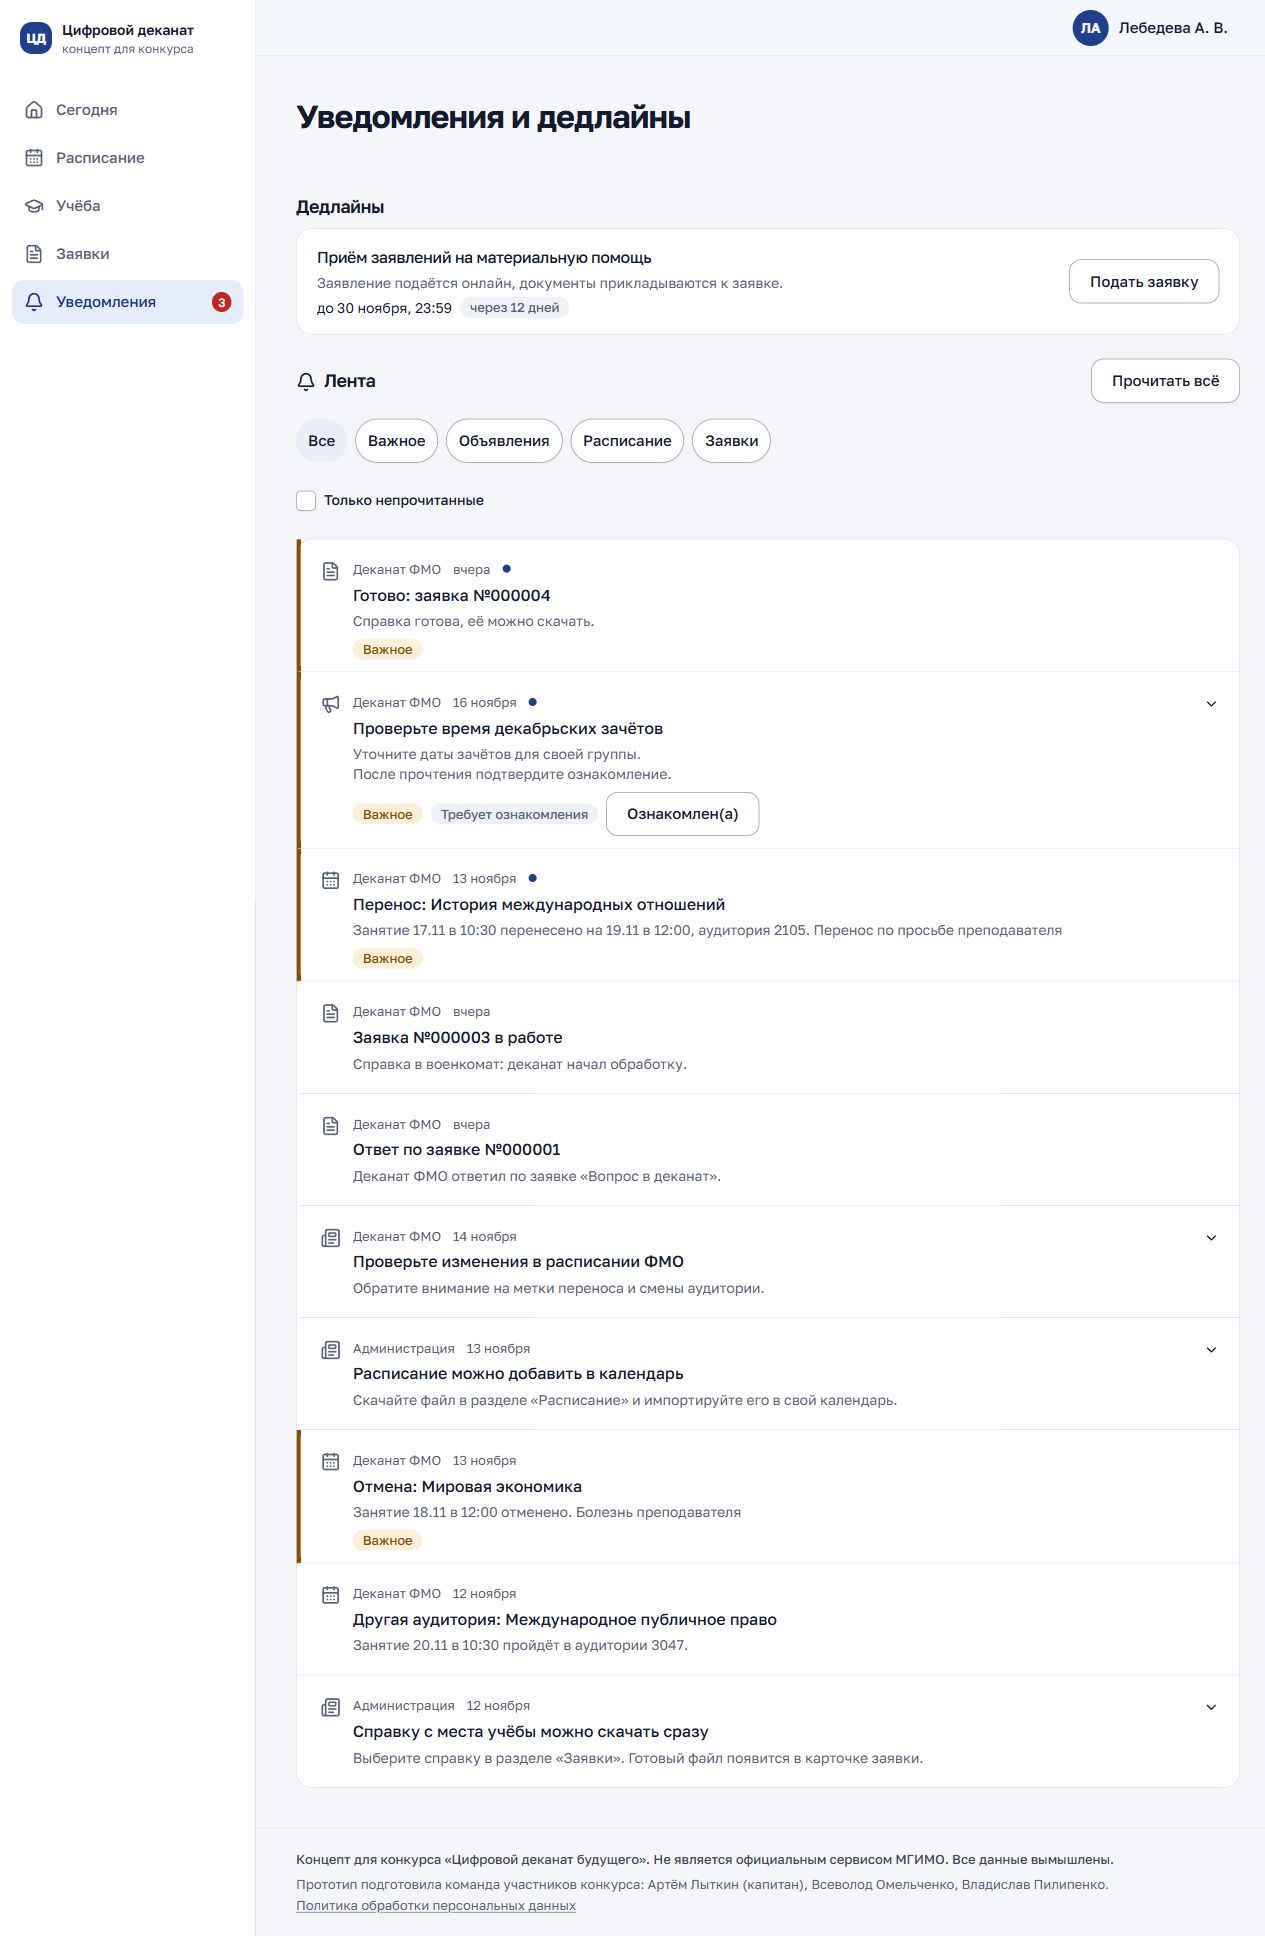 ЦД
Цифровой деканат
концепт для конкурса
ЛА
Лебедева А. В.
Сегодня
Расписание
Учёба
Заявки
Уведомления
3
Уведомления и дедлайны
Дедлайны
Приём заявлений на материальную помощь
Заявление подаётся онлайн, документы прикладываются к заявке.
до 30 ноября, 23:59 через 12 дней
Подать заявку
Лента
Прочитать всё
Все Важное Объявления Расписание Заявки
Только непрочитанные
Деканат ФМО вчера
Готово: заявка №000004
Справка готова, её можно скачать.
Важное
Деканат ФМО 16 ноября
Проверьте время декабрьских зачётов
Уточните даты зачётов для своей группы.
После прочтения подтвердите ознакомление.
Важное Требует ознакомления Ознакомлен(а)
Деканат ФМО 13 ноября
Перенос: История международных отношений
Занятие 17.11 в 10:30 перенесено на 19.11 в 12:00, аудитория 2105. Перенос по просьбе преподавателя
Важное
Деканат ФМО вчера
Заявка №000003 в работе
Справка в военкомат: деканат начал обработку.
Деканат ФМО вчера
Ответ по заявке №000001
Деканат ФМО ответил по заявке «Вопрос в деканат».
Деканат ФМО 14 ноября
Проверьте изменения в расписании ФМО
Обратите внимание на метки переноса и смены аудитории.
Администрация 13 ноября
Расписание можно добавить в календарь
Скачайте файл в разделе «Расписание» и импортируйте его в свой календарь.
Деканат ФМО 13 ноября
Отмена: Мировая экономика
Занятие 18.11 в 12:00 отменено. Болезнь преподавателя
Важное
Деканат ФМО 12 ноября
Другая аудитория: Международное публичное право
Занятие 20.11 в 10:30 пройдёт в аудитории 3047.
Администрация 12 ноября
Справку с места учёбы можно скачать сразу
Выберите справку в разделе «Заявки». Готовый файл появится в карточке заявки.
Концепт для конкурса «Цифровой деканат будущего». Не является официальным сервисом МГИМО. Все данные вымышлены.
Прототип подготовила команда участников конкурса: Артём Лыткин (капитан), Всеволод Омельченко, Владислав Пилипенко.
Политика обработки персональных данных